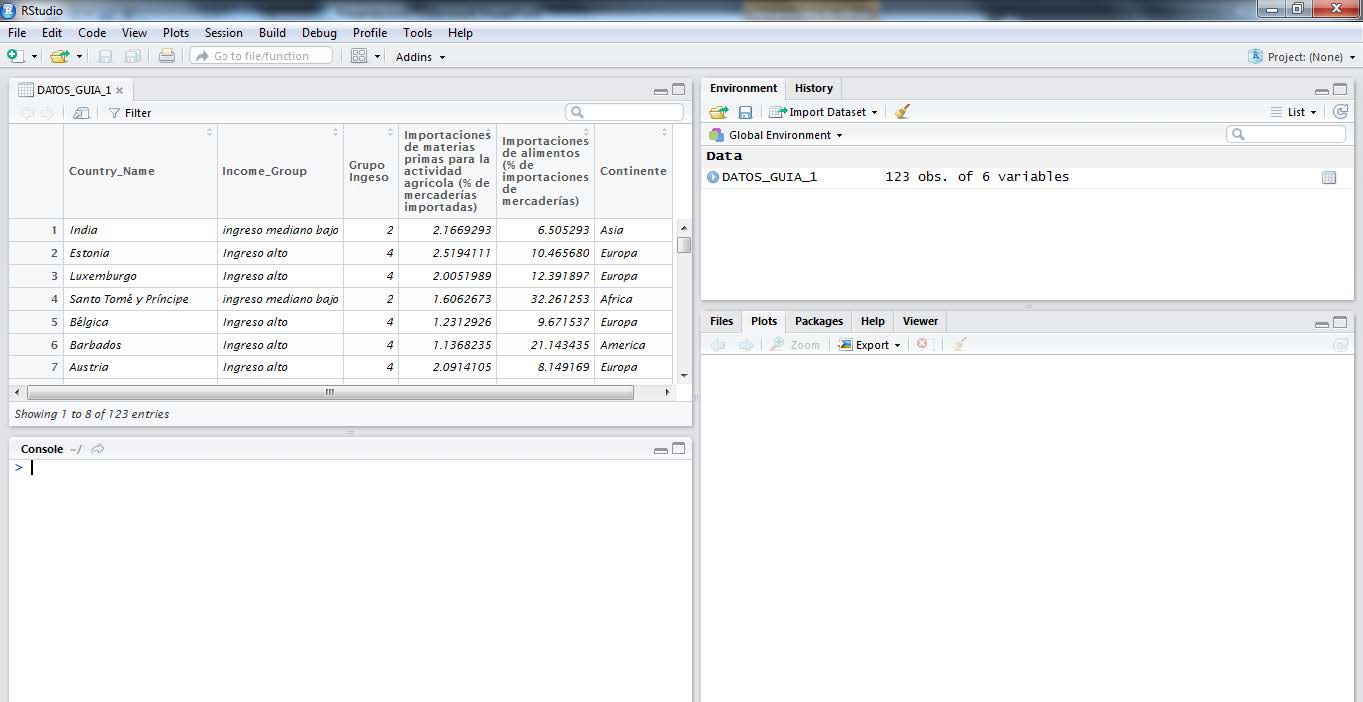 RStudio
File Edit Code View Plots Session Build Debug Profile Tools Help
Go to file/function Addins Project: (None)
DATOS_GUIA_1
Filter
Country_Name Income_Group Grupo Ingeso Importaciones de materias primas para la actividad agrícola (% de mercaderías importadas) Importaciones de alimentos (% de importaciones de mercaderías) Continente
1 India ingreso mediano bajo 2 2.1669293 6.505293 Asia
2 Estonia Ingreso alto 4 2.5194111 10.465680 Europa
3 Luxemburgo Ingreso alto 4 2.0051989 12.391897 Europa
4 Santo Tomé y Príncipe ingreso mediano bajo 2 1.6062673 32.261253 Africa
5 Bélgica Ingreso alto 4 1.2312926 9.671537 Europa
6 Barbados Ingreso alto 4 1.1368235 21.143435 America
7 Austria Ingreso alto 4 2.0914105 8.149169 Europa
Showing 1 to 8 of 123 entries
Console ~/
>
Environment History
Import Dataset List
Global Environment
Data
DATOS_GUIA_1 123 obs. of 6 variables
Files Plots Packages Help Viewer
Zoom Export